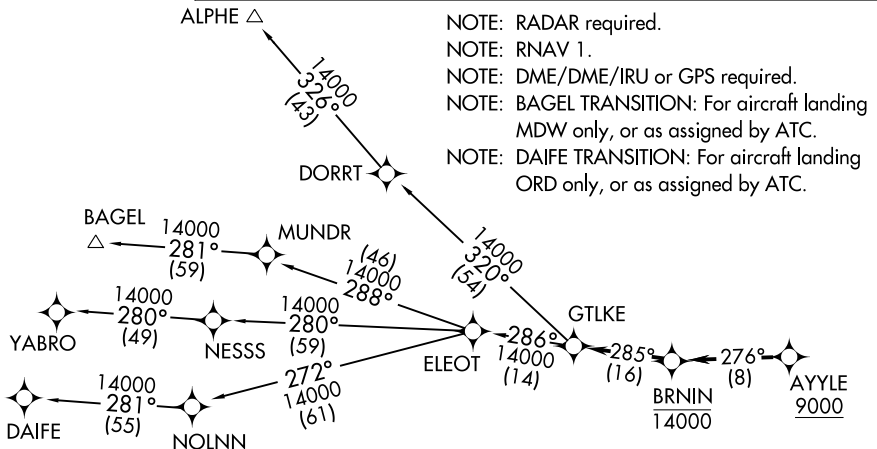 ALPHE
NOTE: RADAR required.
NOTE: RNAV 1.
NOTE: DME/DME/IRU or GPS required.
NOTE: BAGEL TRANSITION: For aircraft landing
MDW only, or as assigned by ATC.
NOTE: DAIFE TRANSITION: For aircraft landing
ORD only, or as assigned by ATC.
14000
326°
(43)
DORRT
BAGEL
14000
281°
(59)
MUNDR
(46)
14000
288°
14000
320°
(54)
GTLKE
YABRO
14000
280°
(49)
NESSS
14000
280°
(59)
ELEOT
286°
14000
(14)
285°
(16)
BRNIN
14000
276°
(8)
AYYLE
9000
DAIFE
14000
281°
(55)
NOLNN
272°
14000
(61)